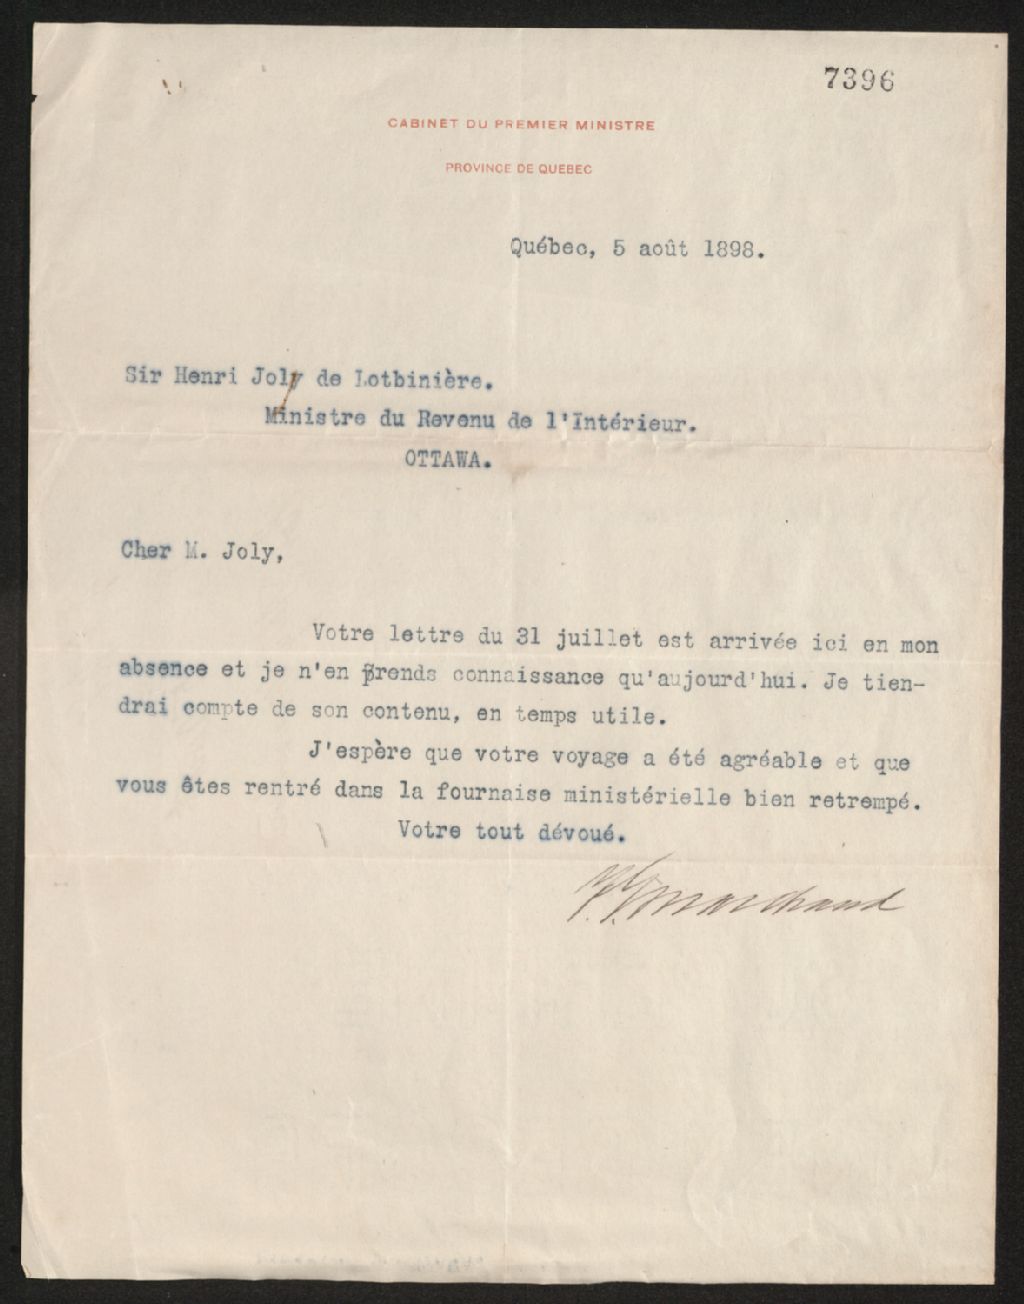 7396
CABINET DU PREMIER MINISTRE
PROVINCE DE QUEBEC
Québec, 5 août 1898.
Sir Henri Joly de Lotbinière.
Ministre du Revenu de l'Intérieur.
OTTAWA.
Cher M. Joly,
Votre lettre du 31 juillet est arrivée ici en mon
absence et je n'en prends connaissance qu'aujourd'hui. Je tien-
drai compte de son contenu, en temps utile.
J'espère que votre voyage a été agréable et que
vous êtes rentré dans la fournaise ministérielle bien retrempé.
Votre tout dévoué.
Marchand